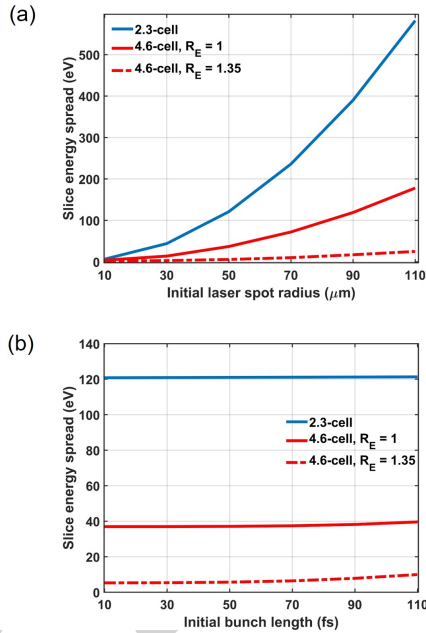 (a)
Slice energy spread (eV)
500
400
300
200
100
0
2.3-cell
4.6-cell, R_E = 1
4.6-cell, R_E = 1.35
10 30 50 70 90 110
Initial laser spot radius (μm)
(b)
Slice energy spread (eV)
140
120
100
80
60
40
20
0
2.3-cell
4.6-cell, R_E = 1
4.6-cell, R_E = 1.35
10 30 50 70 90 110
Initial bunch length (fs)